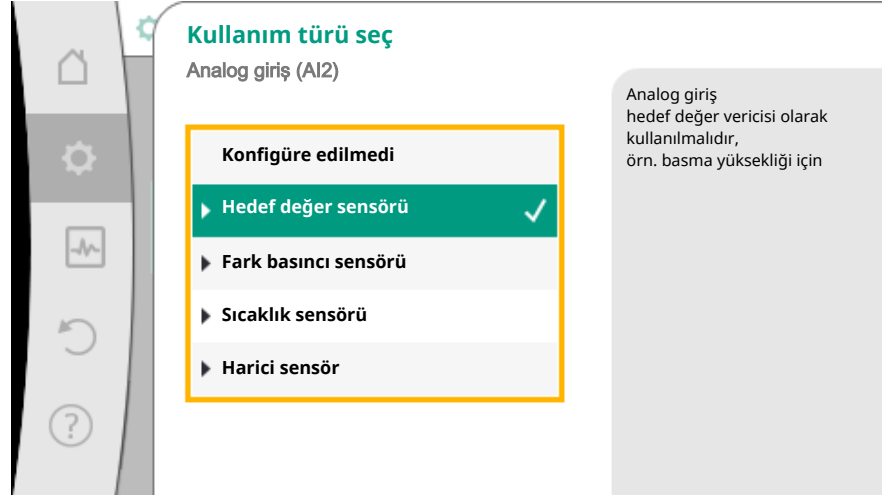 Kullanım türü seç
Analog giriş (AI2)
Konfigüre edilmedi
Hedef değer sensörü
Fark basıncı sensörü
Sıcaklık sensörü
Harici sensör
Analog giriş
hedef değer vericisi olarak
kullanılmalıdır,
örn. basma yüksekliği için